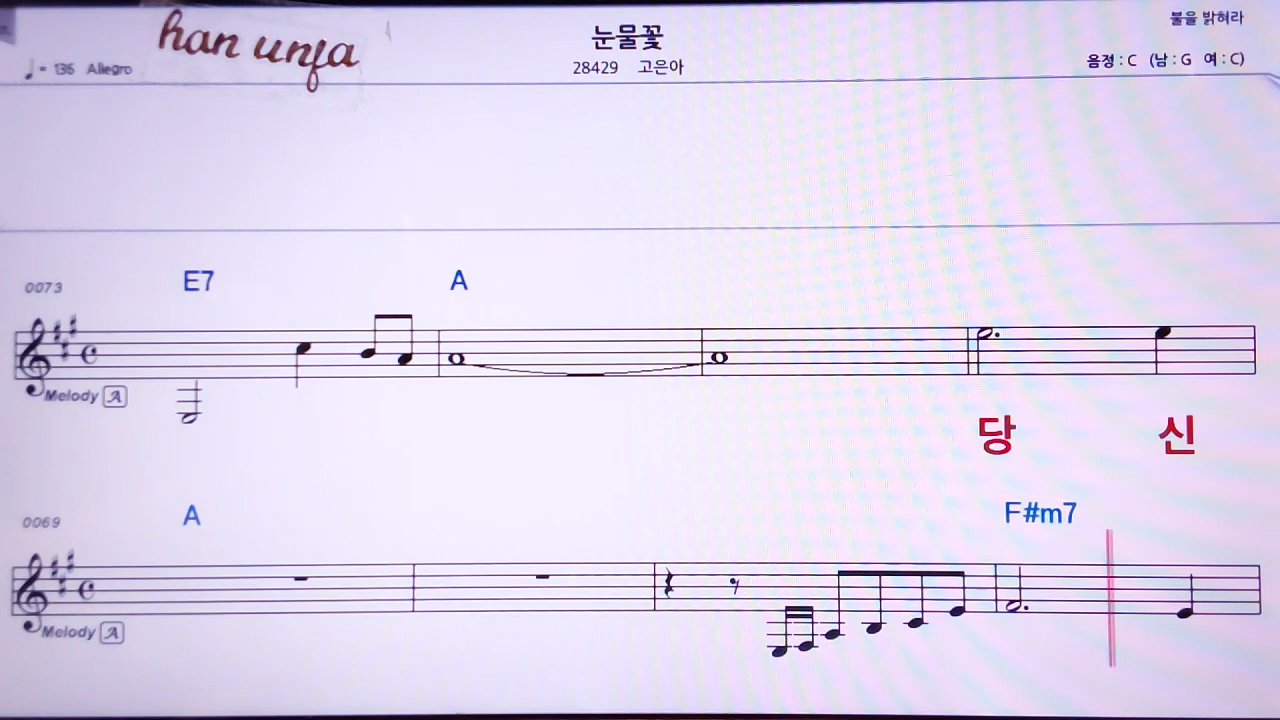 han unfa
눈물꽃
불을 밝혀라
♩= 136 Allegro
28429 고은아
음정 : C (남 : G 여 : C)
0073
E7
A
Melody A
당 신
0069
A
F#m7
Melody A